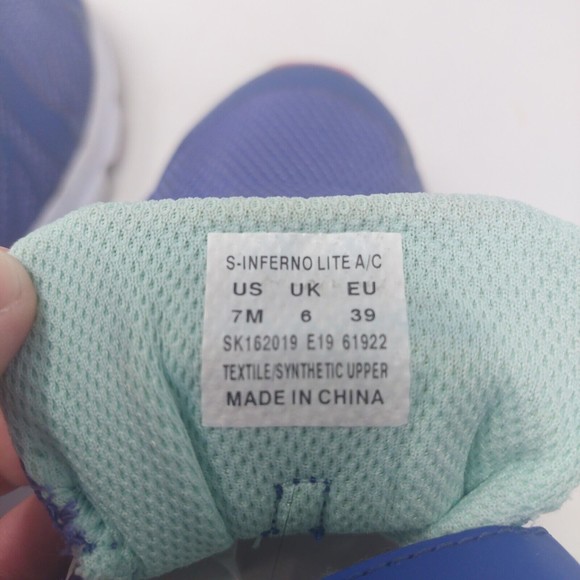 S-INFERNO LITE A/C
US UK EU
7M 6 39
SK162019 E19 61922
TEXTILE/SYNTHETIC UPPER
MADE IN CHINA